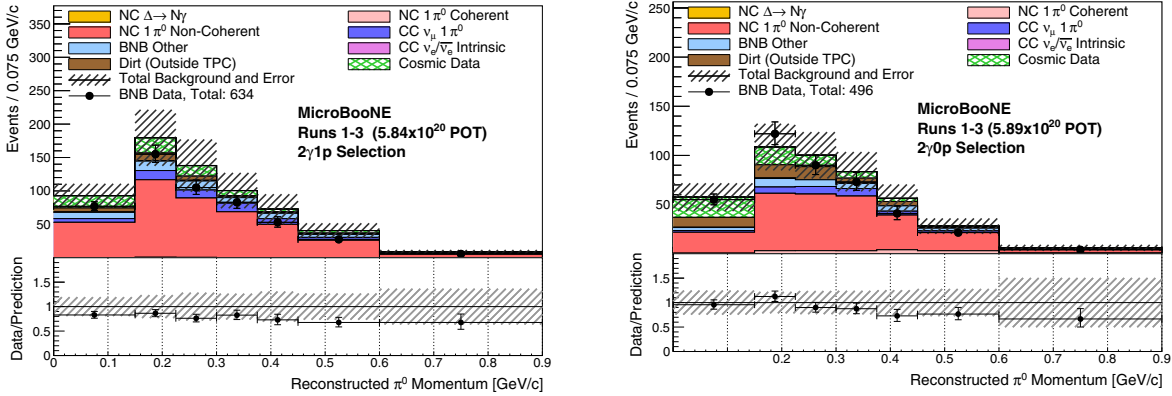 Events / 0.075 GeV/c
350
300
250
200
150
100
50
NC Δ→ Nγ
NC 1π⁰ Non-Coherent
BNB Other
Dirt (Outside TPC)
Total Background and Error
BNB Data, Total: 634
NC 1π⁰ Coherent
CC νμ 1π⁰
CC νe/ν̅e̅ Intrinsic
Cosmic Data
MicroBooNE
Runs 1-3 (5.84x10²⁰ POT)
2γ1p Selection
Data/Prediction
1.5
1
0.5
0
0 0.1 0.2 0.3 0.4 0.5 0.6 0.7 0.8 0.9
Reconstructed π⁰ Momentum [GeV/c]
Events / 0.075 GeV/c
250
200
150
100
50
NC Δ→ Nγ
NC 1π⁰ Non-Coherent
BNB Other
Dirt (Outside TPC)
Total Background and Error
BNB Data, Total: 496
NC 1π⁰ Coherent
CC νμ 1π⁰
CC νe/ν̅e̅ Intrinsic
Cosmic Data
MicroBooNE
Runs 1-3 (5.89x10²⁰ POT)
2γ0p Selection
Data/Prediction
1.5
1
0.5
0
0.2 0.3 0.4 0.5 0.6 0.7 0.8 0.9
Reconstructed π⁰ Momentum [GeV/c]